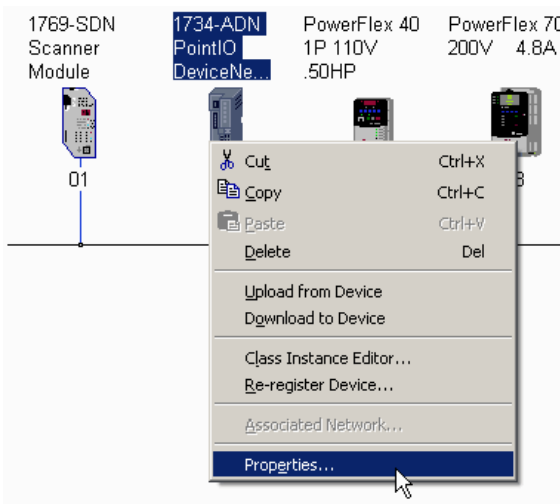 1769-SDN
Scanner
Module
1734-ADN
PointIO
DeviceNe...
PowerFlex 40
1P 110V
.50HP
PowerFlex 70
200V 4.8A
01
Cut Ctrl+X
Copy Ctrl+C
Paste Ctrl+V
Delete Del
Upload from Device
Download to Device
Class Instance Editor...
Re-register Device...
Associated Network...
Properties...